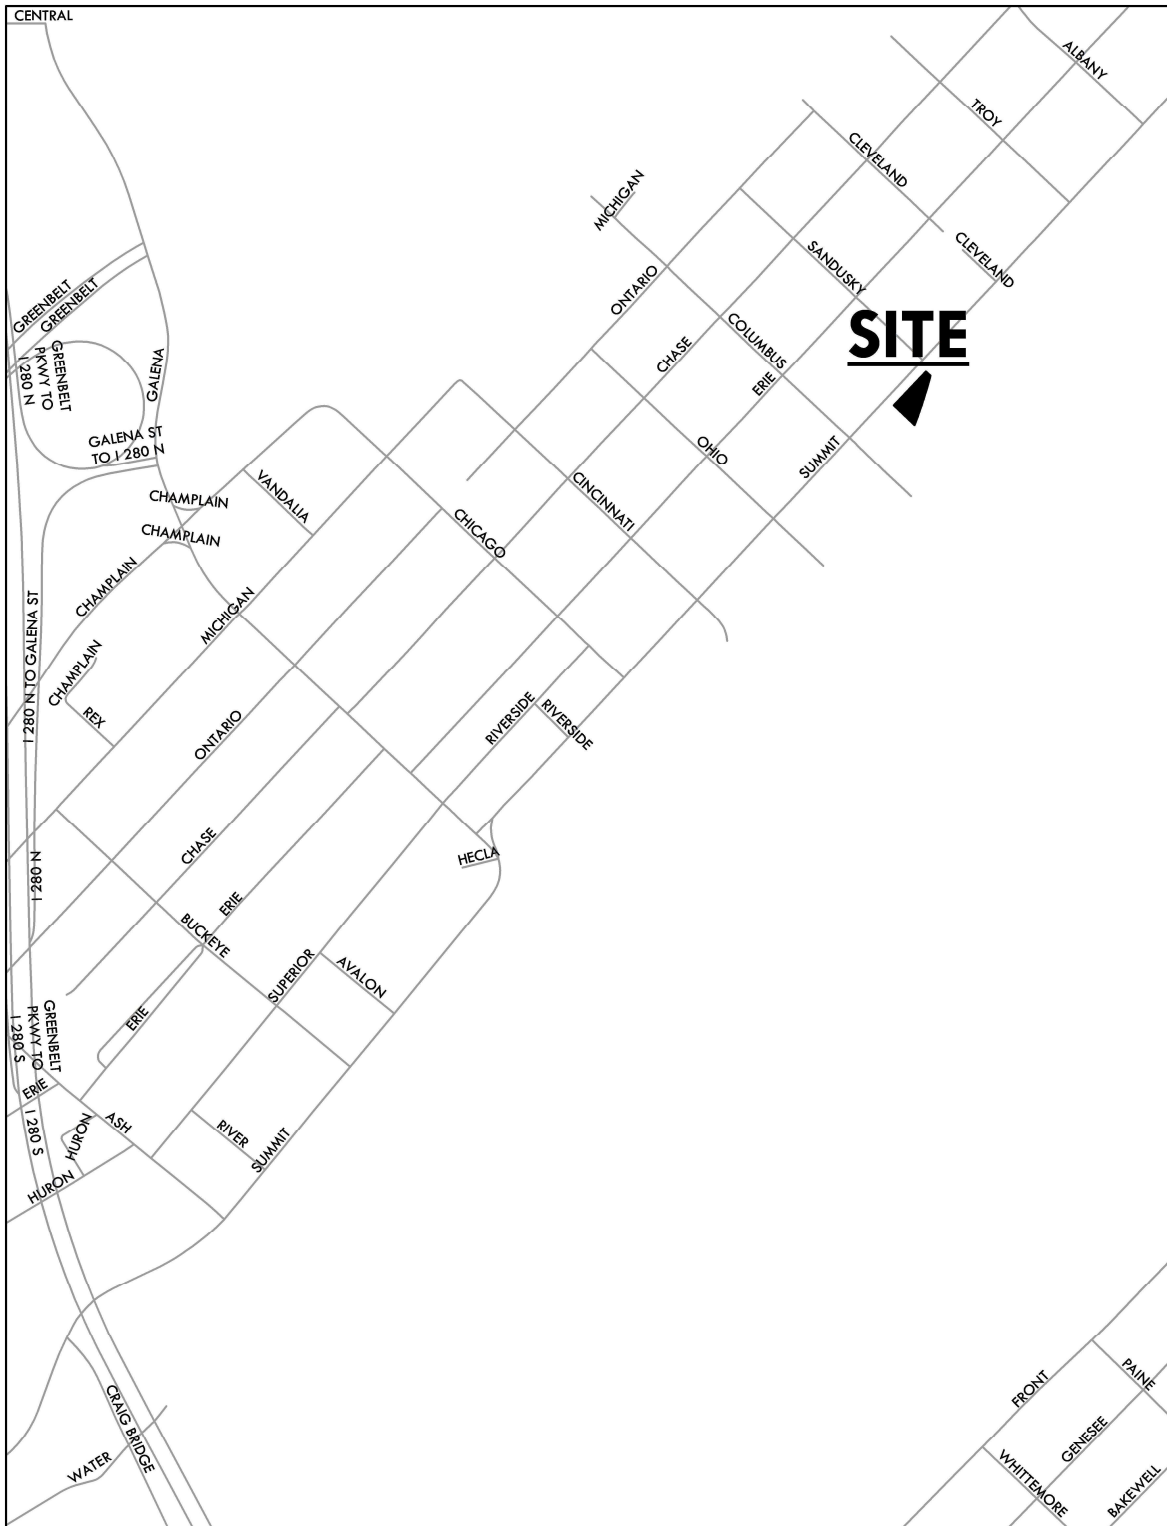 CENTRAL
ALBANY
TROY
CLEVELAND
MICHIGAN
CLEVELAND
SANDUSKY
ONTARIO
GREENBELT
GREENBELT
SITE
COLUMBUS
CHASE
ERIE
GREENBELT
PKWY TO
I 280 N
GALENA
GALENA ST
TO I 280 N
OHIO
SUMMIT
VANDALIA
CHAMPLAIN
CINCINNATI
CHICAGO
CHAMPLAIN
CHAMPLAIN
MICHIGAN
I 280 N TO GALENA ST
CHAMPLAIN
REX
ONTARIO
RIVERSIDE
RIVERSIDE
CHASE
HECLA
I 280 N
ERIE
BUCKEYE
SUPERIOR
AVALON
ERIE
GREENBELT
PKWY TO
I 280 S
ERIE
I 280 S
HURON
ASH
RIVER
SUMMIT
HURON
CRAIG BRIDGE
WATER
FRONT
PAINE
GENESEE
WHITTEMORE
BAKEWELL